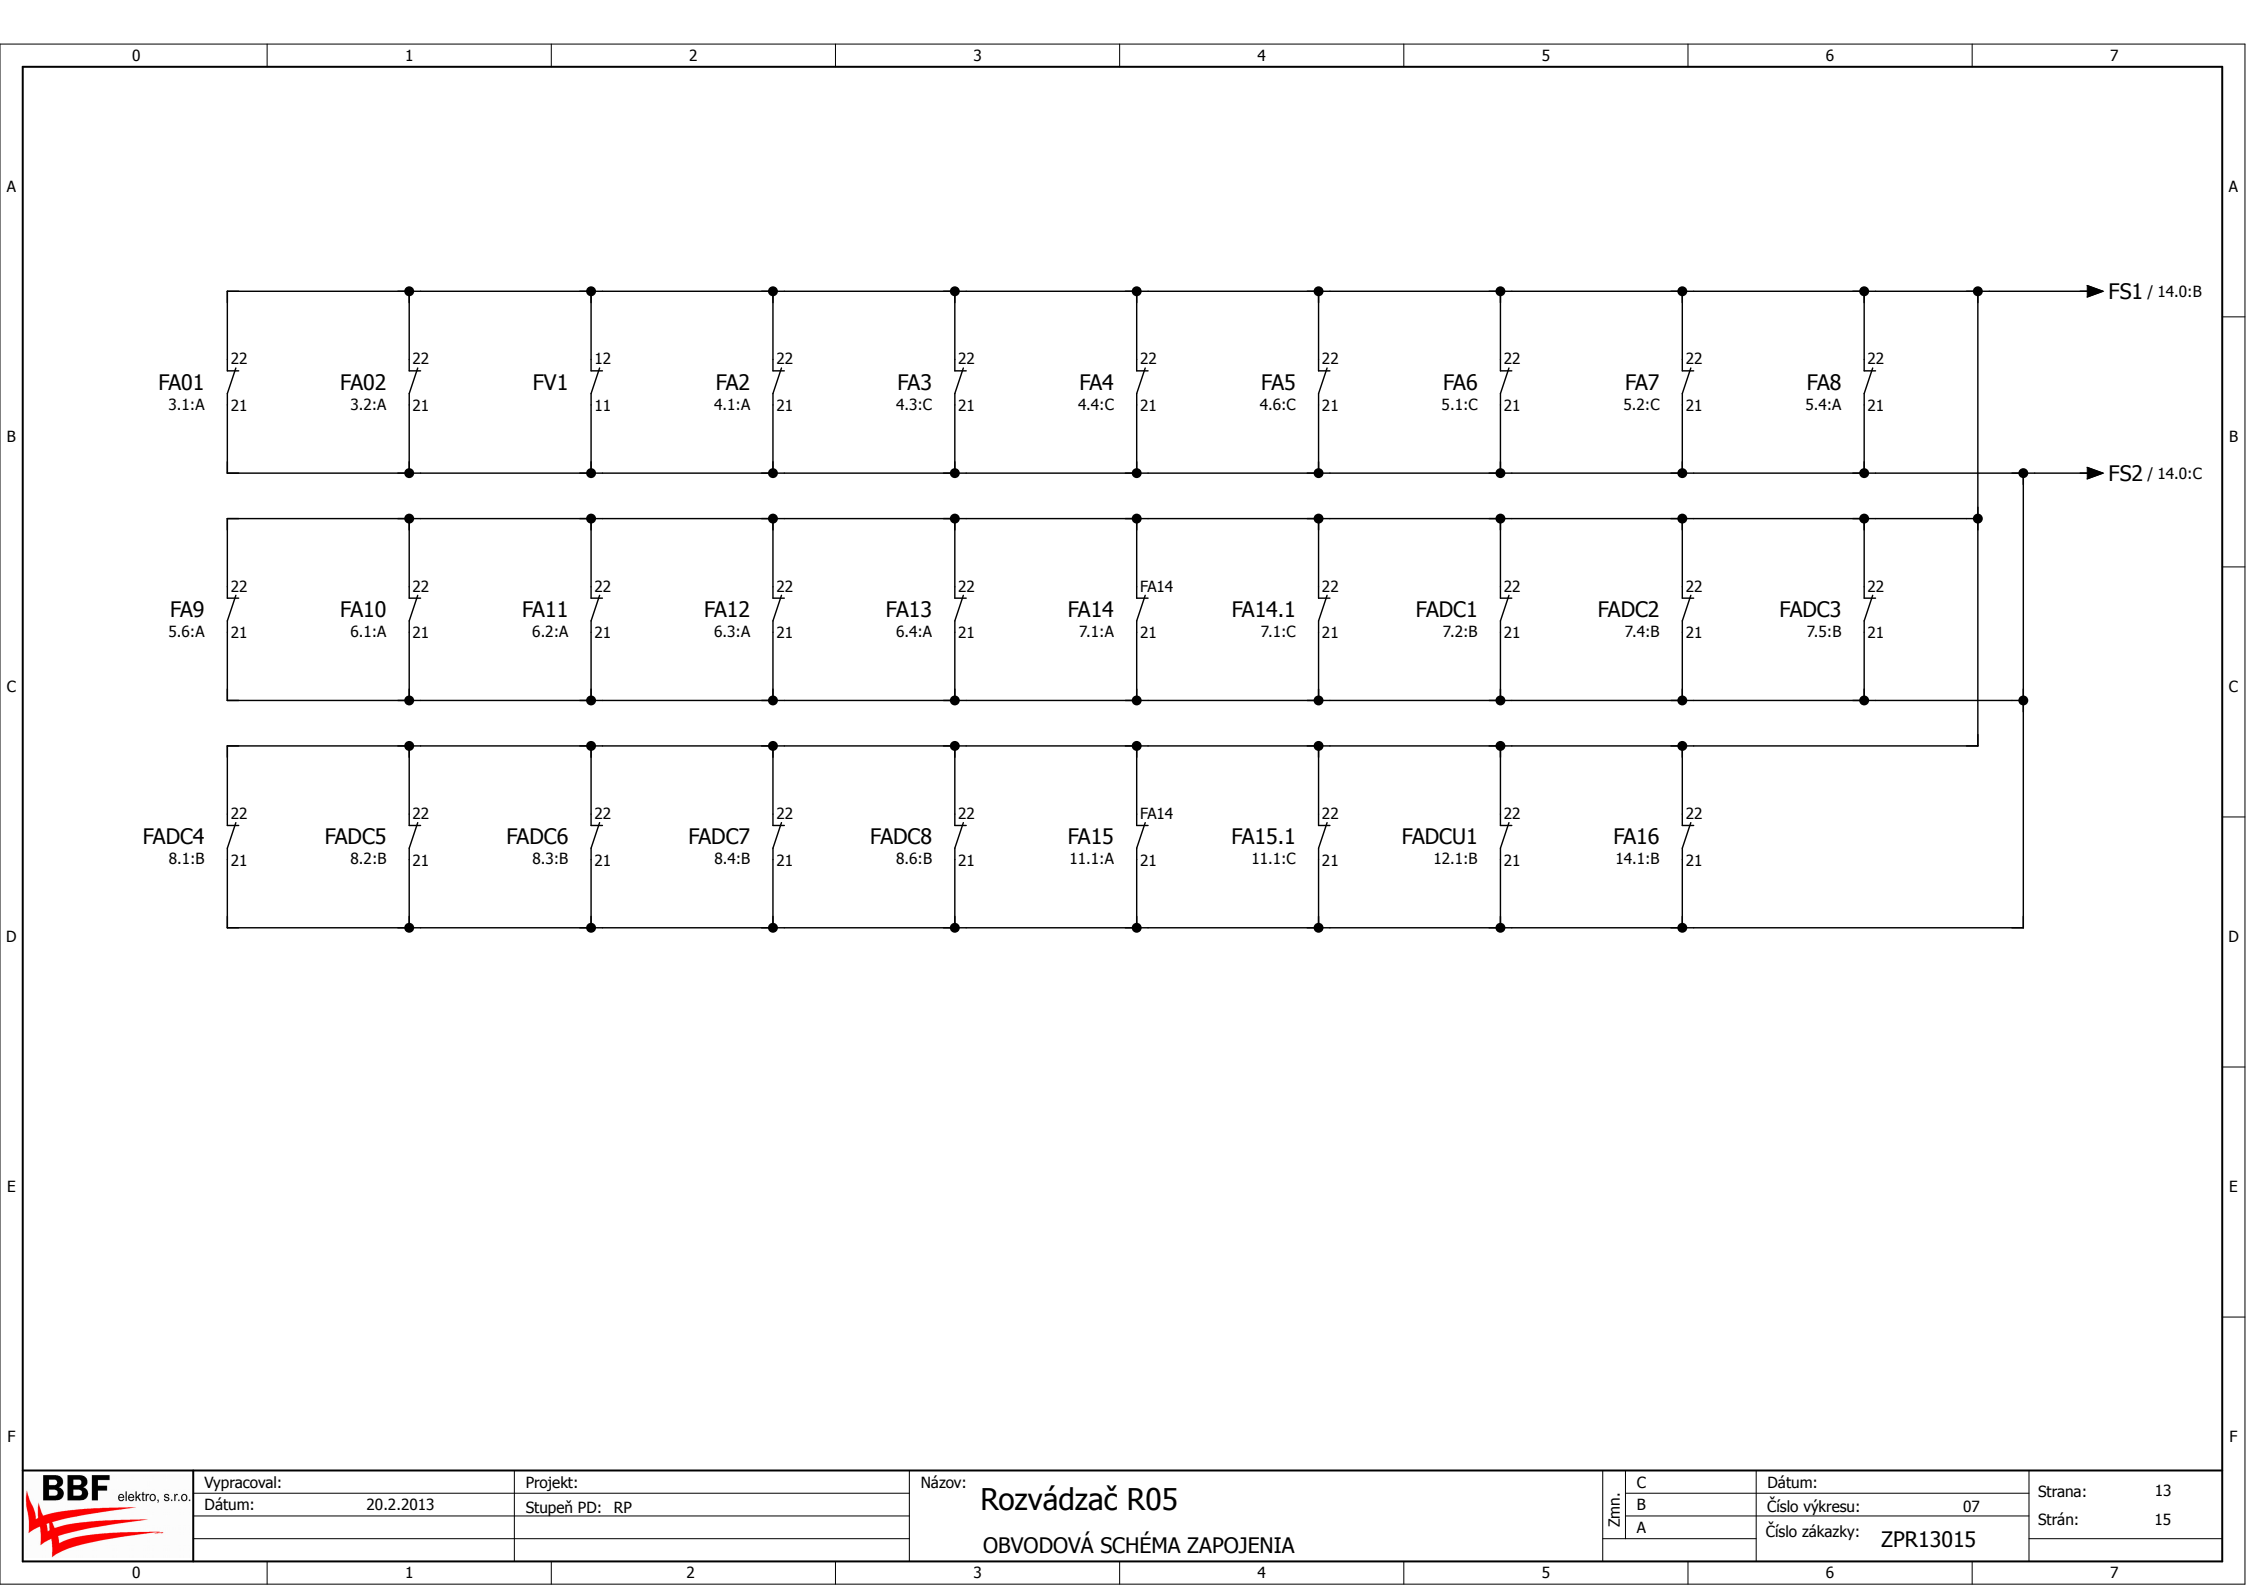 0 1 2 3 4 5 6 7
A A
FS1 / 14.0:B
22 22 12 22 22 22 22 22 22 22
FA01 FA02 FV1 FA2 FA3 FA4 FA5 FA6 FA7 FA8
3.1:A 21 3.2:A 21 11 4.1:A 21 4.3:C 21 4.4:C 21 4.6:C 21 5.1:C 21 5.2:C 21 5.4:A 21
B B
FS2 / 14.0:C
22 22 22 22 22 FA14 22 22 22 22
FA9 FA10 FA11 FA12 FA13 FA14 FA14.1 FADC1 FADC2 FADC3
5.6:A 21 6.1:A 21 6.2:A 21 6.3:A 21 6.4:A 21 7.1:A 21 7.1:C 21 7.2:B 21 7.4:B 21 7.5:B 21
C C
22 22 22 22 22 FA14 22 22 22
FADC4 FADC5 FADC6 FADC7 FADC8 FA15 FA15.1 FADCU1 FA16
8.1:B 21 8.2:B 21 8.3:B 21 8.4:B 21 8.6:B 21 11.1:A 21 11.1:C 21 12.1:B 21 14.1:B 21
D D
E E
F F
BBF elektro, s.r.o.
Vypracoval:
Dátum: 20.2.2013
Projekt:
Stupeň PD: RP
Názov: Rozvádzač R05
OBVODOVÁ SCHÉMA ZAPOJENIA
Zmn.
C
B
A
Dátum:
Číslo výkresu: 07
Číslo zákazky: ZPR13015
Strana: 13
Strán: 15
0 1 2 3 4 5 6 7